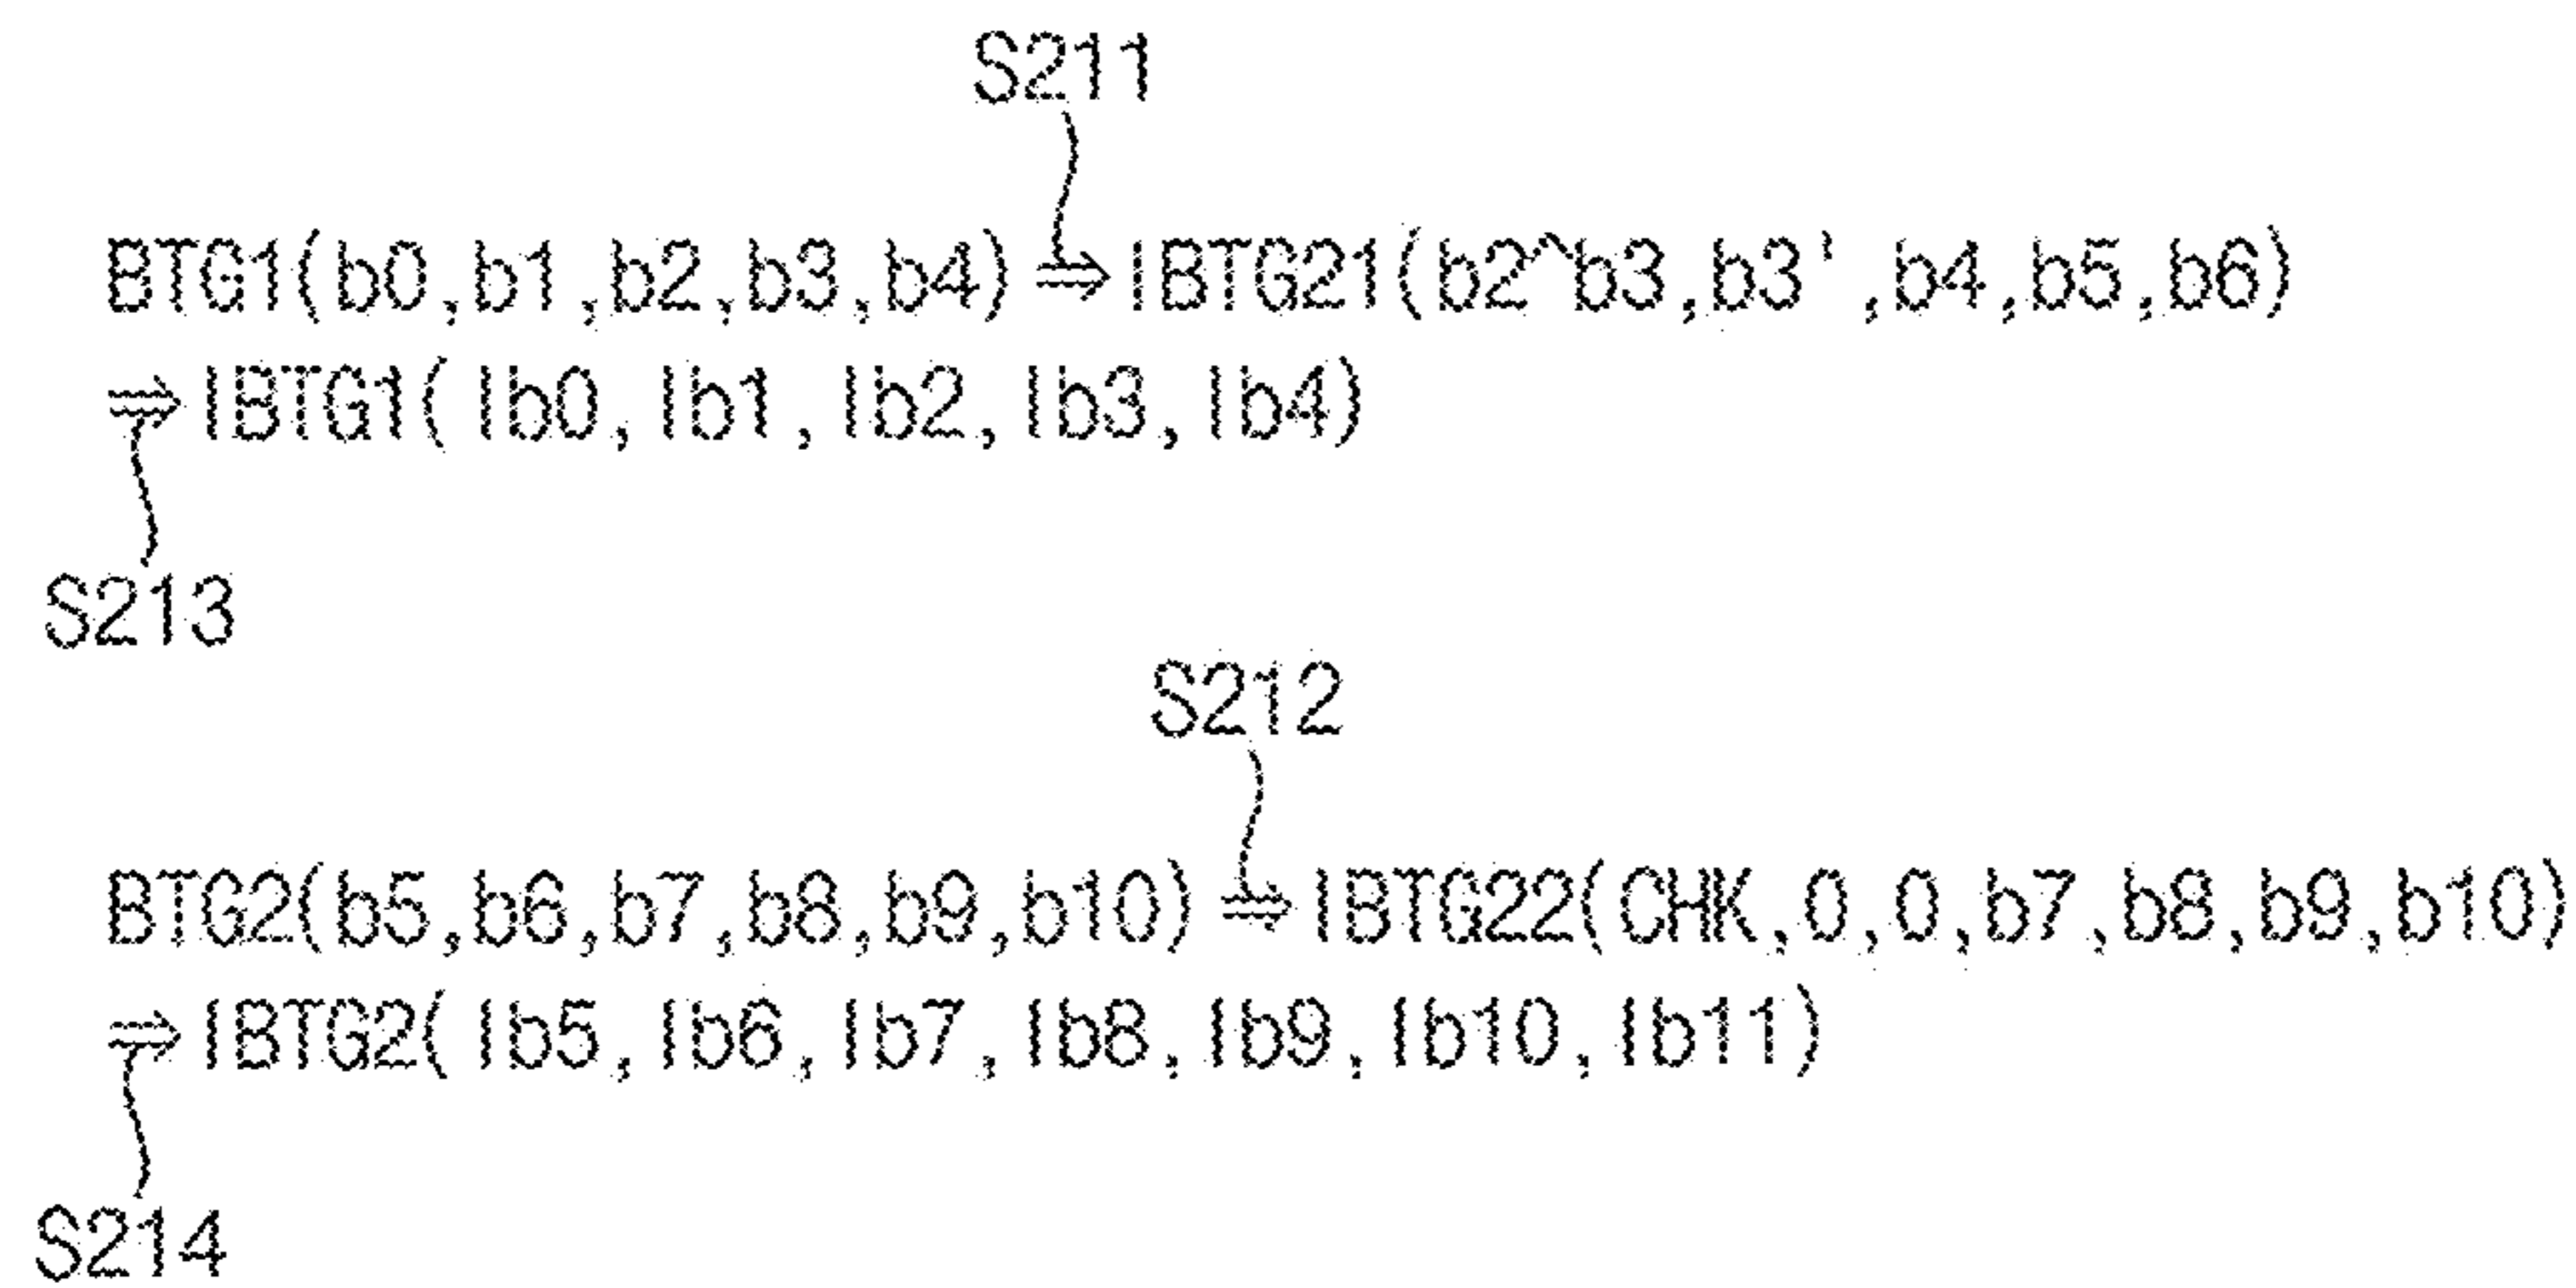 S211
BTG1(b0,b1,b2,b3,b4)⇒IBTG21(b2^b3,b3',b4,b5,b6)
⇒IBTG1(Ib0,Ib1,Ib2,Ib3,Ib4)
S213
S212
BTG2(b5,b6,b7,b8,b9,b10)⇒IBTG22(CHK,0,0,b7,b8,b9,b10)
⇒IBTG2(Ib5,Ib6,Ib7,Ib8,Ib9,Ib10,Ib11)
S214